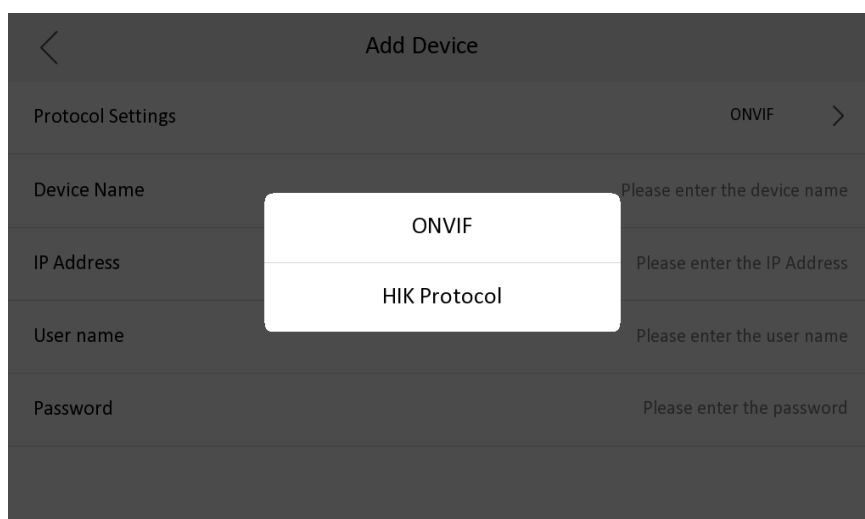 Add Device
Protocol Settings ONVIF
Device Name Please enter the device name
ONVIF
IP Address Please enter the IP Address
HIK Protocol
User name Please enter the user name
Password Please enter the password